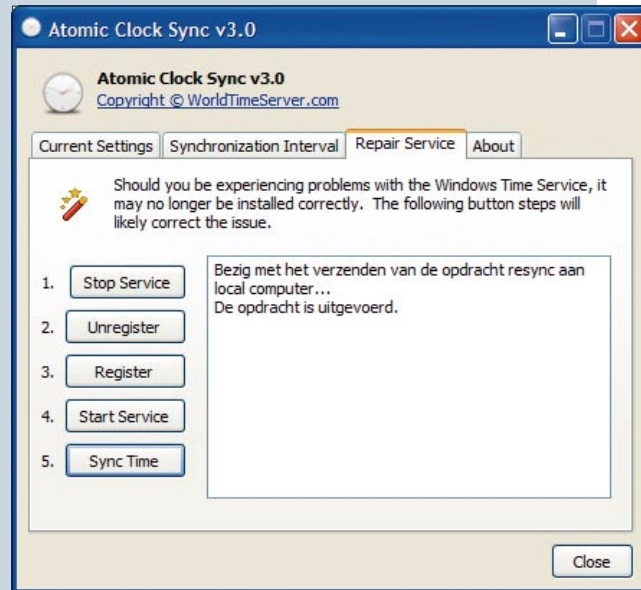 Atomic Clock Sync v3.0
Atomic Clock Sync v3.0
Copyright © WorldTimeServer.com
Current Settings Synchronization Interval Repair Service About
Should you be experiencing problems with the Windows Time Service, it
may no longer be installed correctly. The following button steps will
likely correct the issue.
1. Stop Service
2. Unregister
3. Register
4. Start Service
5. Sync Time
Bezig met het verzenden van de opdracht resync aan
local computer...
De opdracht is uitgevoerd.
Close